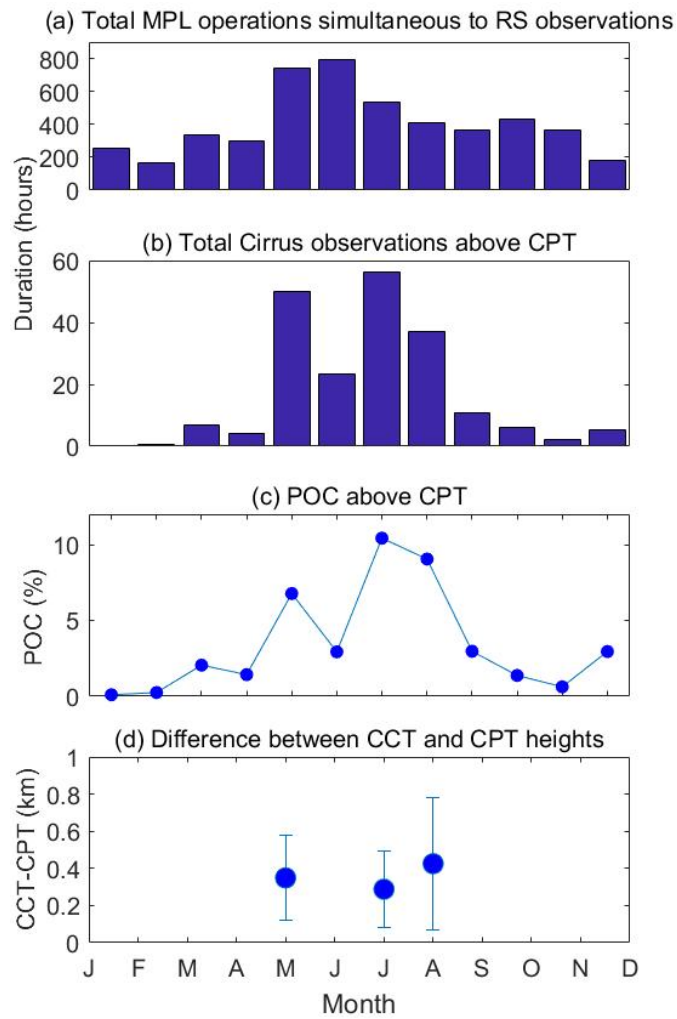 (a) Total MPL operations simultaneous to RS observations
800
600
400
200
0
Duration (hours)
(b) Total Cirrus observations above CPT
60
40
20
0
(c) POC above CPT
10
5
0
POC (%)
(d) Difference between CCT and CPT heights
1
0.8
0.6
0.4
0.2
0
CCT-CPT (km)
J F M A M J J A S O N D
Month